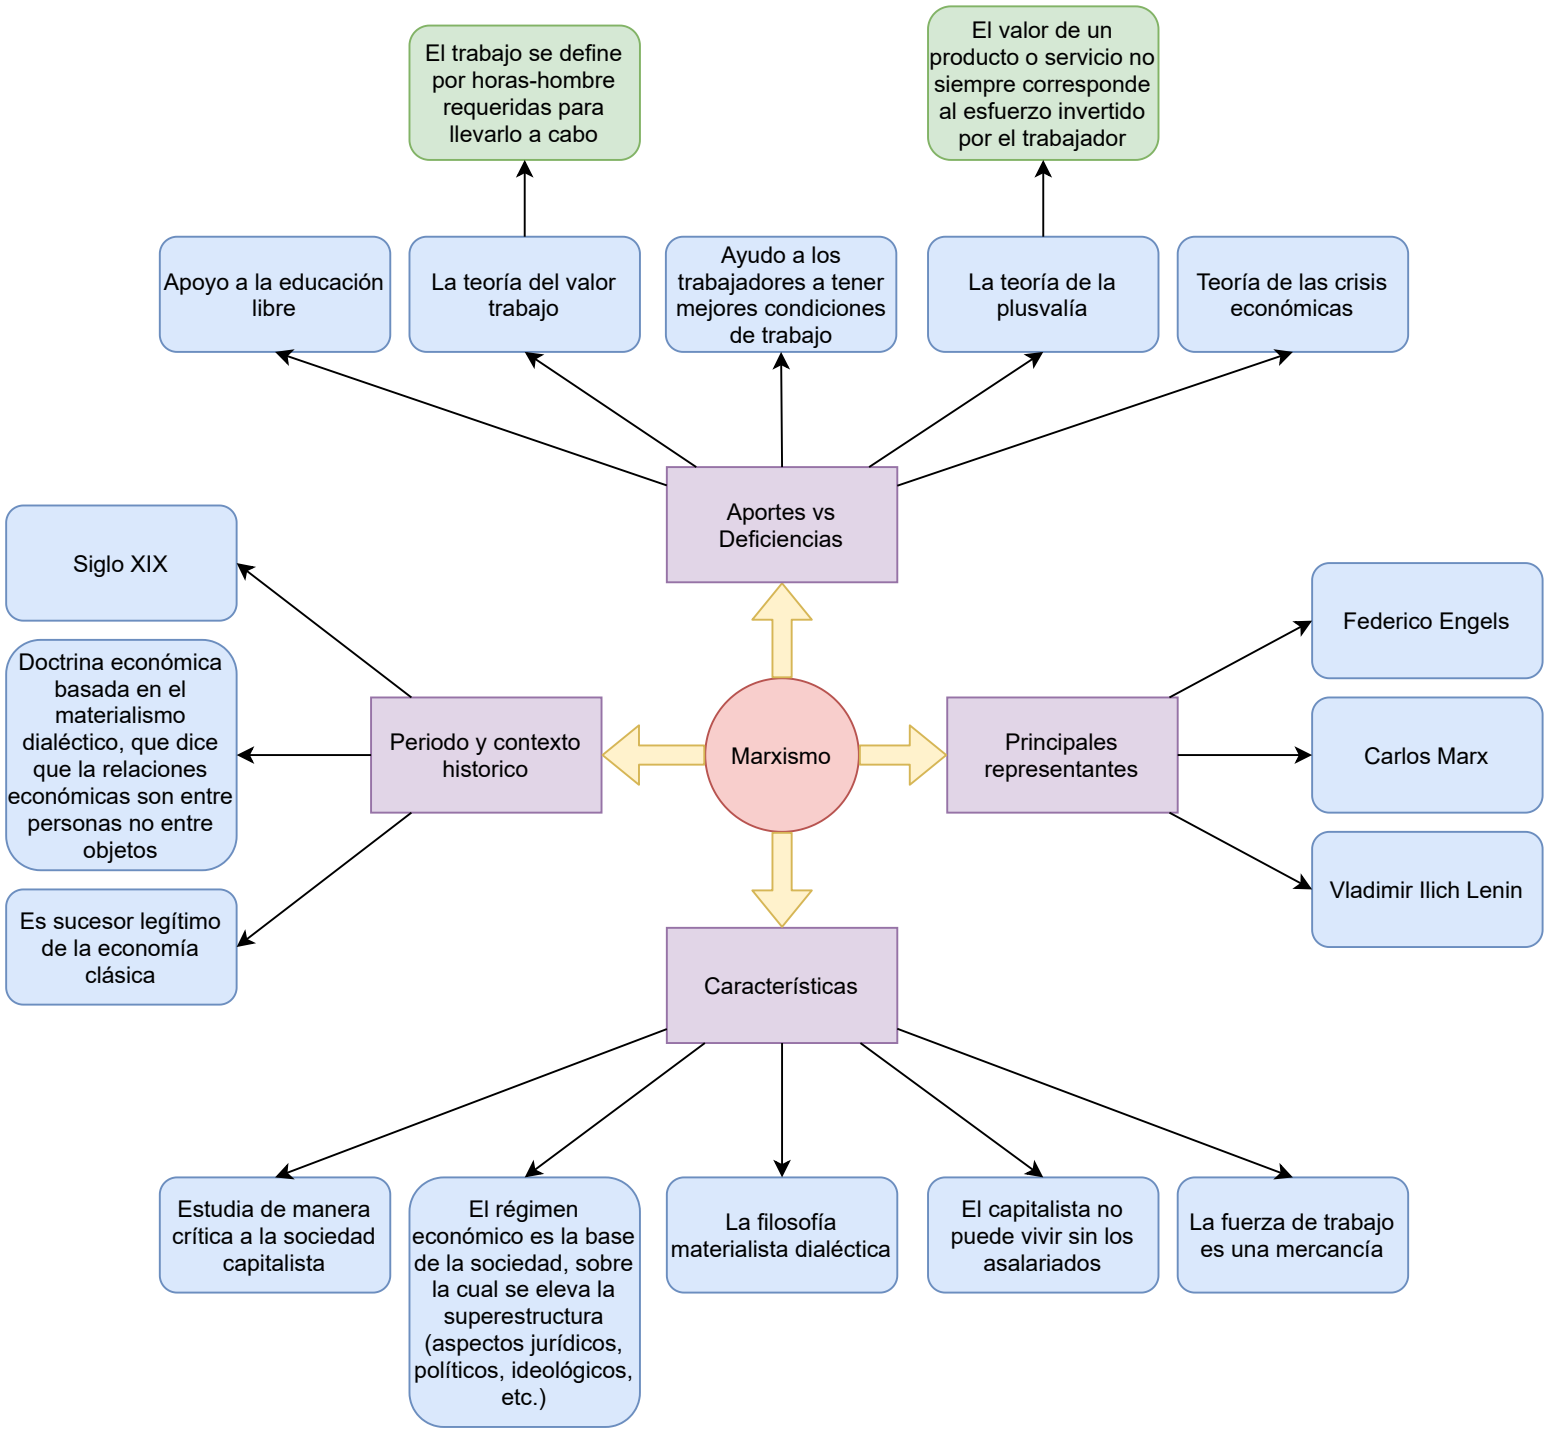 El trabajo se define
por horas-hombre
requeridas para
llevarlo a cabo
El valor de un
producto o servicio no
siempre corresponde
al esfuerzo invertido
por el trabajador
Apoyo a la educación
libre
La teoría del valor
trabajo
Ayudo a los
trabajadores a tener
mejores condiciones
de trabajo
La teoría de la
plusvalía
Teoría de las crisis
económicas
Aportes vs
Deficiencias
Siglo XIX
Doctrina económica
basada en el
materialismo
dialéctico, que dice
que la relaciones
económicas son entre
personas no entre
objetos
Es sucesor legítimo
de la economía
clásica
Periodo y contexto
historico
Marxismo
Principales
representantes
Federico Engels
Carlos Marx
Vladimir Ilich Lenin
Características
Estudia de manera
crítica a la sociedad
capitalista
El régimen
económico es la base
de la sociedad, sobre
la cual se eleva la
superestructura
(aspectos jurídicos,
políticos, ideológicos,
etc.)
La filosofía
materialista dialéctica
El capitalista no
puede vivir sin los
asalariados
La fuerza de trabajo
es una mercancía